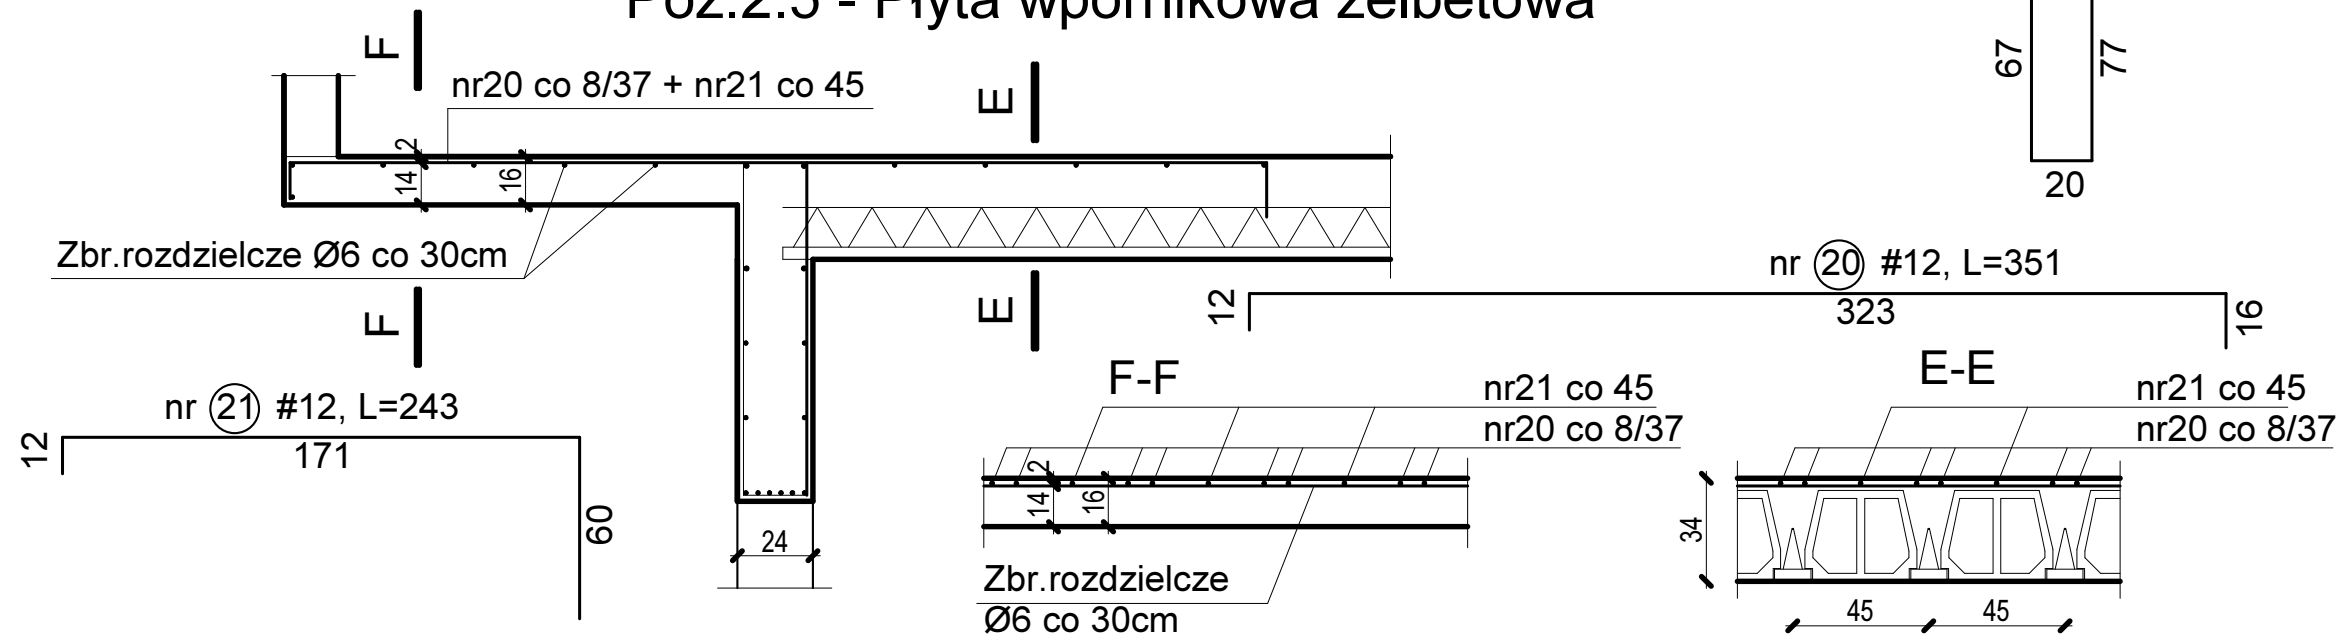 Poz.2.5 - Płyta wpornikowa żelbetowa
F
nr20 co 8/37 + nr21 co 45
E
67
77
20
2
14
16
Zbr.rozdzielcze Ø6 co 30cm
F
E
nr 20 #12, L=351
12
323
16
nr 21 #12, L=243
12
171
60
24
F-F
nr21 co 45
nr20 co 8/37
2
14
16
Zbr.rozdzielcze
Ø6 co 30cm
E-E
nr21 co 45
nr20 co 8/37
34
45
45